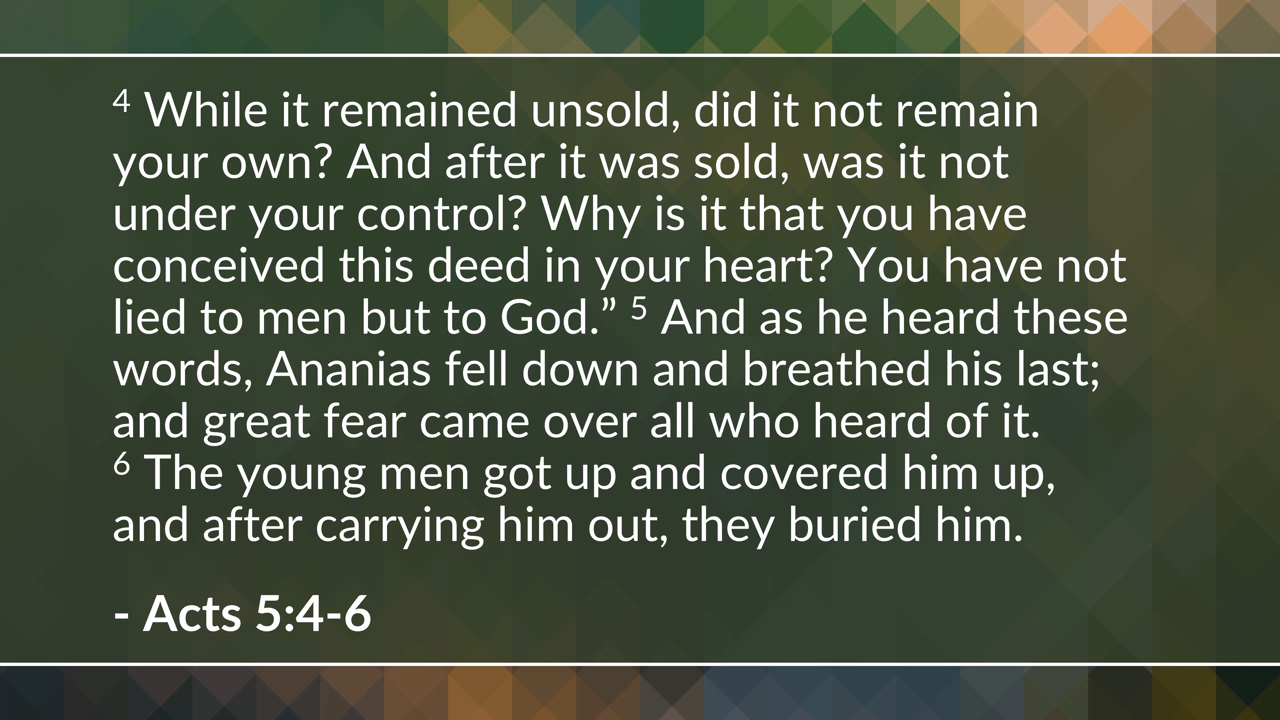 4 While it remained unsold, did it not remain
your own? And after it was sold, was it not
under your control? Why is it that you have
conceived this deed in your heart? You have not
lied to men but to God.” 5 And as he heard these
words, Ananias fell down and breathed his last;
and great fear came over all who heard of it.
6 The young men got up and covered him up,
and after carrying him out, they buried him.
- Acts 5:4-6